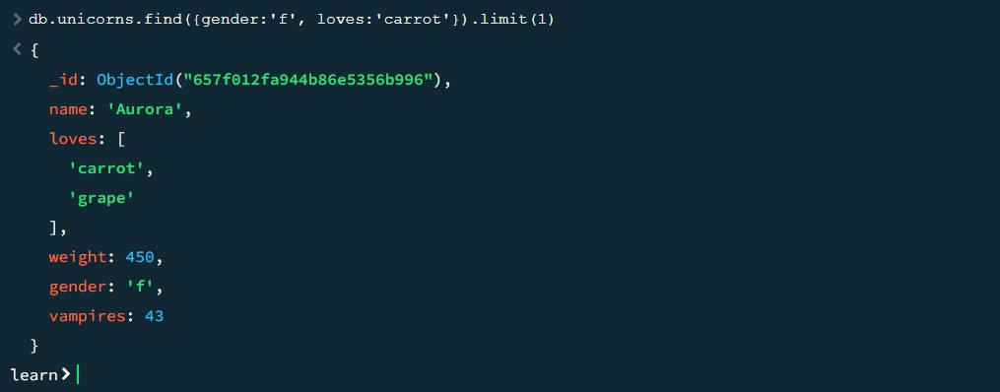 > db.unicorns.find({gender:'f', loves:'carrot'}).limit(1)
< {
_id: ObjectId("657f012fa944b86e5356b996"),
name: 'Aurora',
loves: [
'carrot',
'grape'
],
weight: 450,
gender: 'f',
vampires: 43
}
learn>